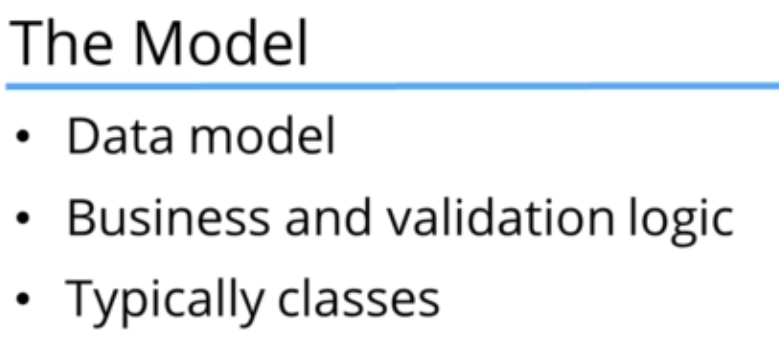 The Model
• Data model
• Business and validation logic
• Typically classes